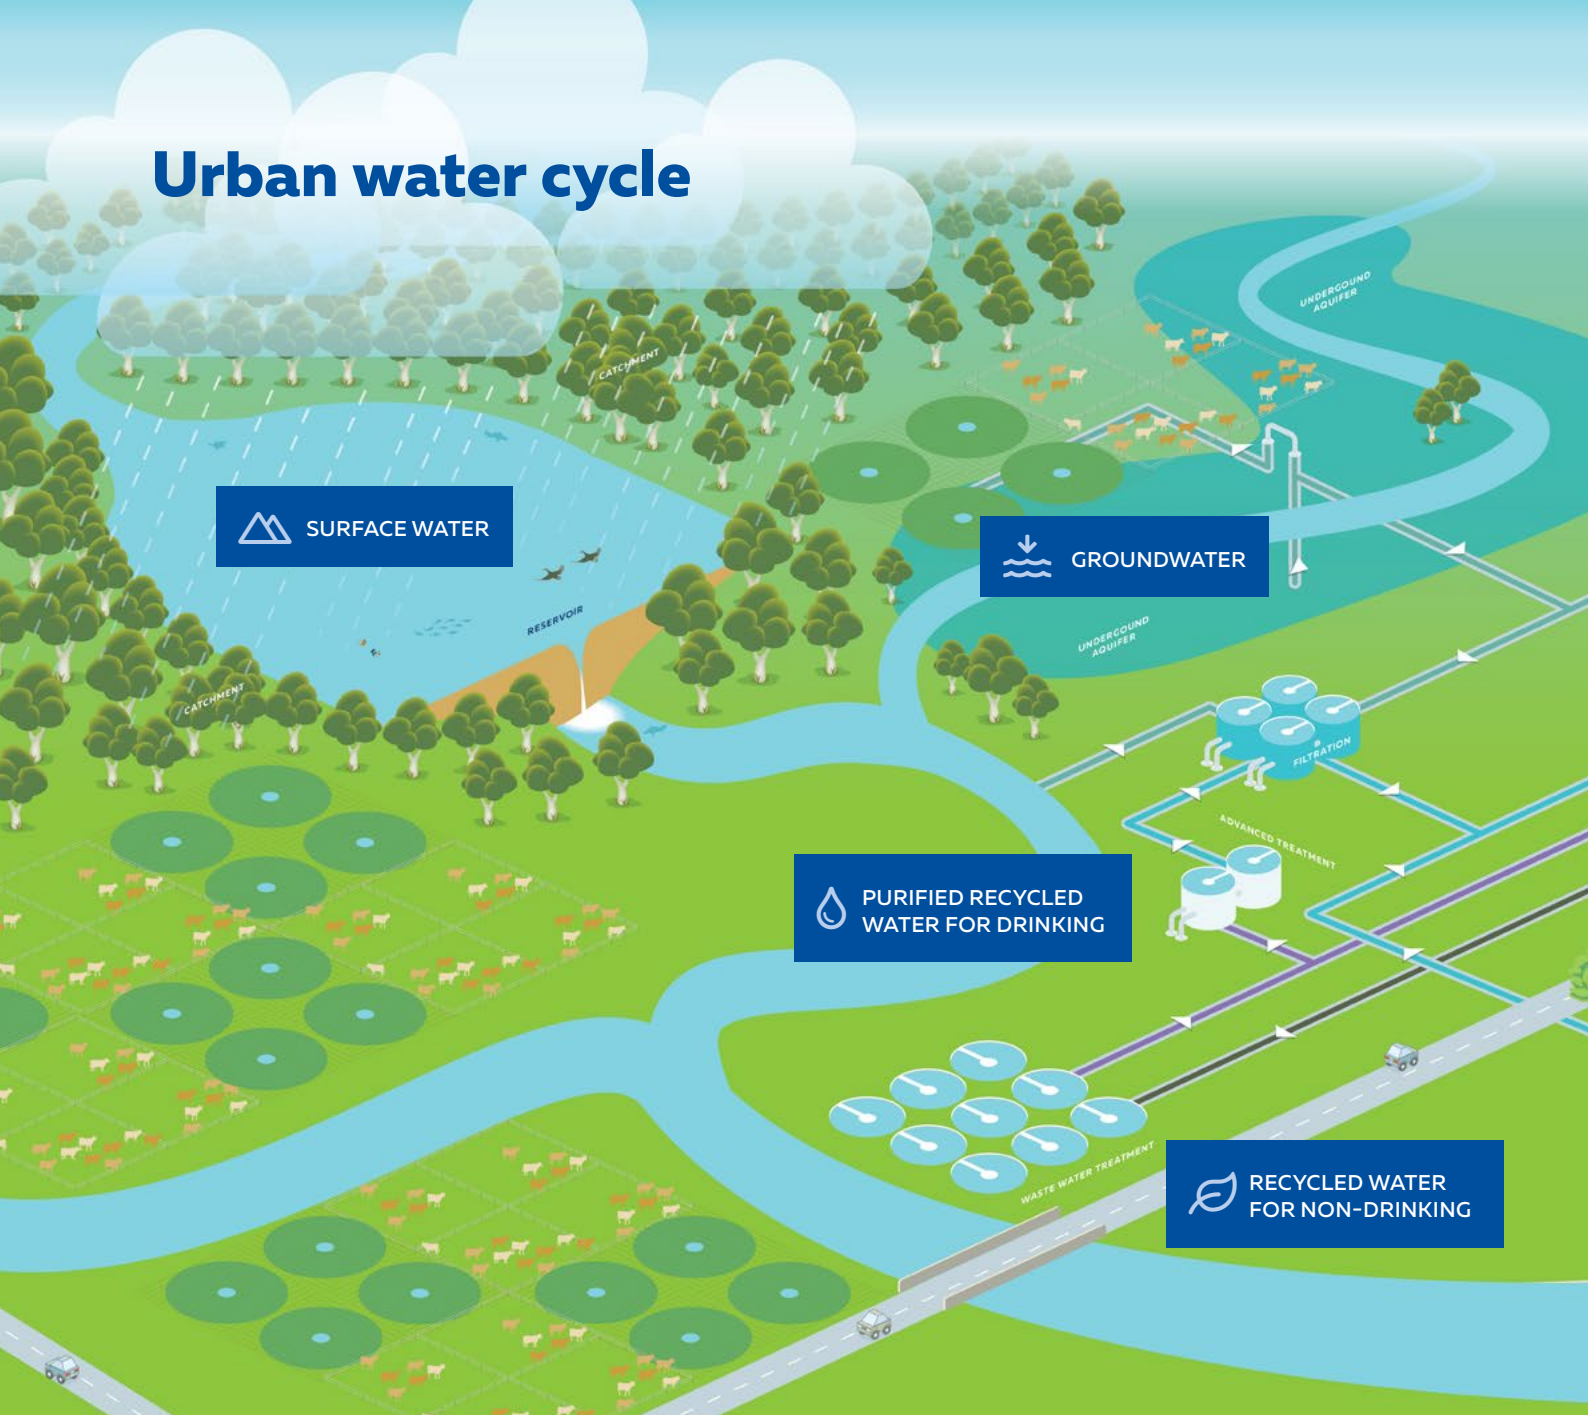 Urban water cycle
UNDERGOUND
AQUIFER
CATCHMENT
SURFACE WATER
GROUNDWATER
RESERVOIR
UNDERGOUND
AQUIFER
CATCHMENT
FILTRATION
ADVANCED TREATMENT
PURIFIED RECYCLED
WATER FOR DRINKING
WASTE WATER TREATMENT
RECYCLED WATER
FOR NON-DRINKING